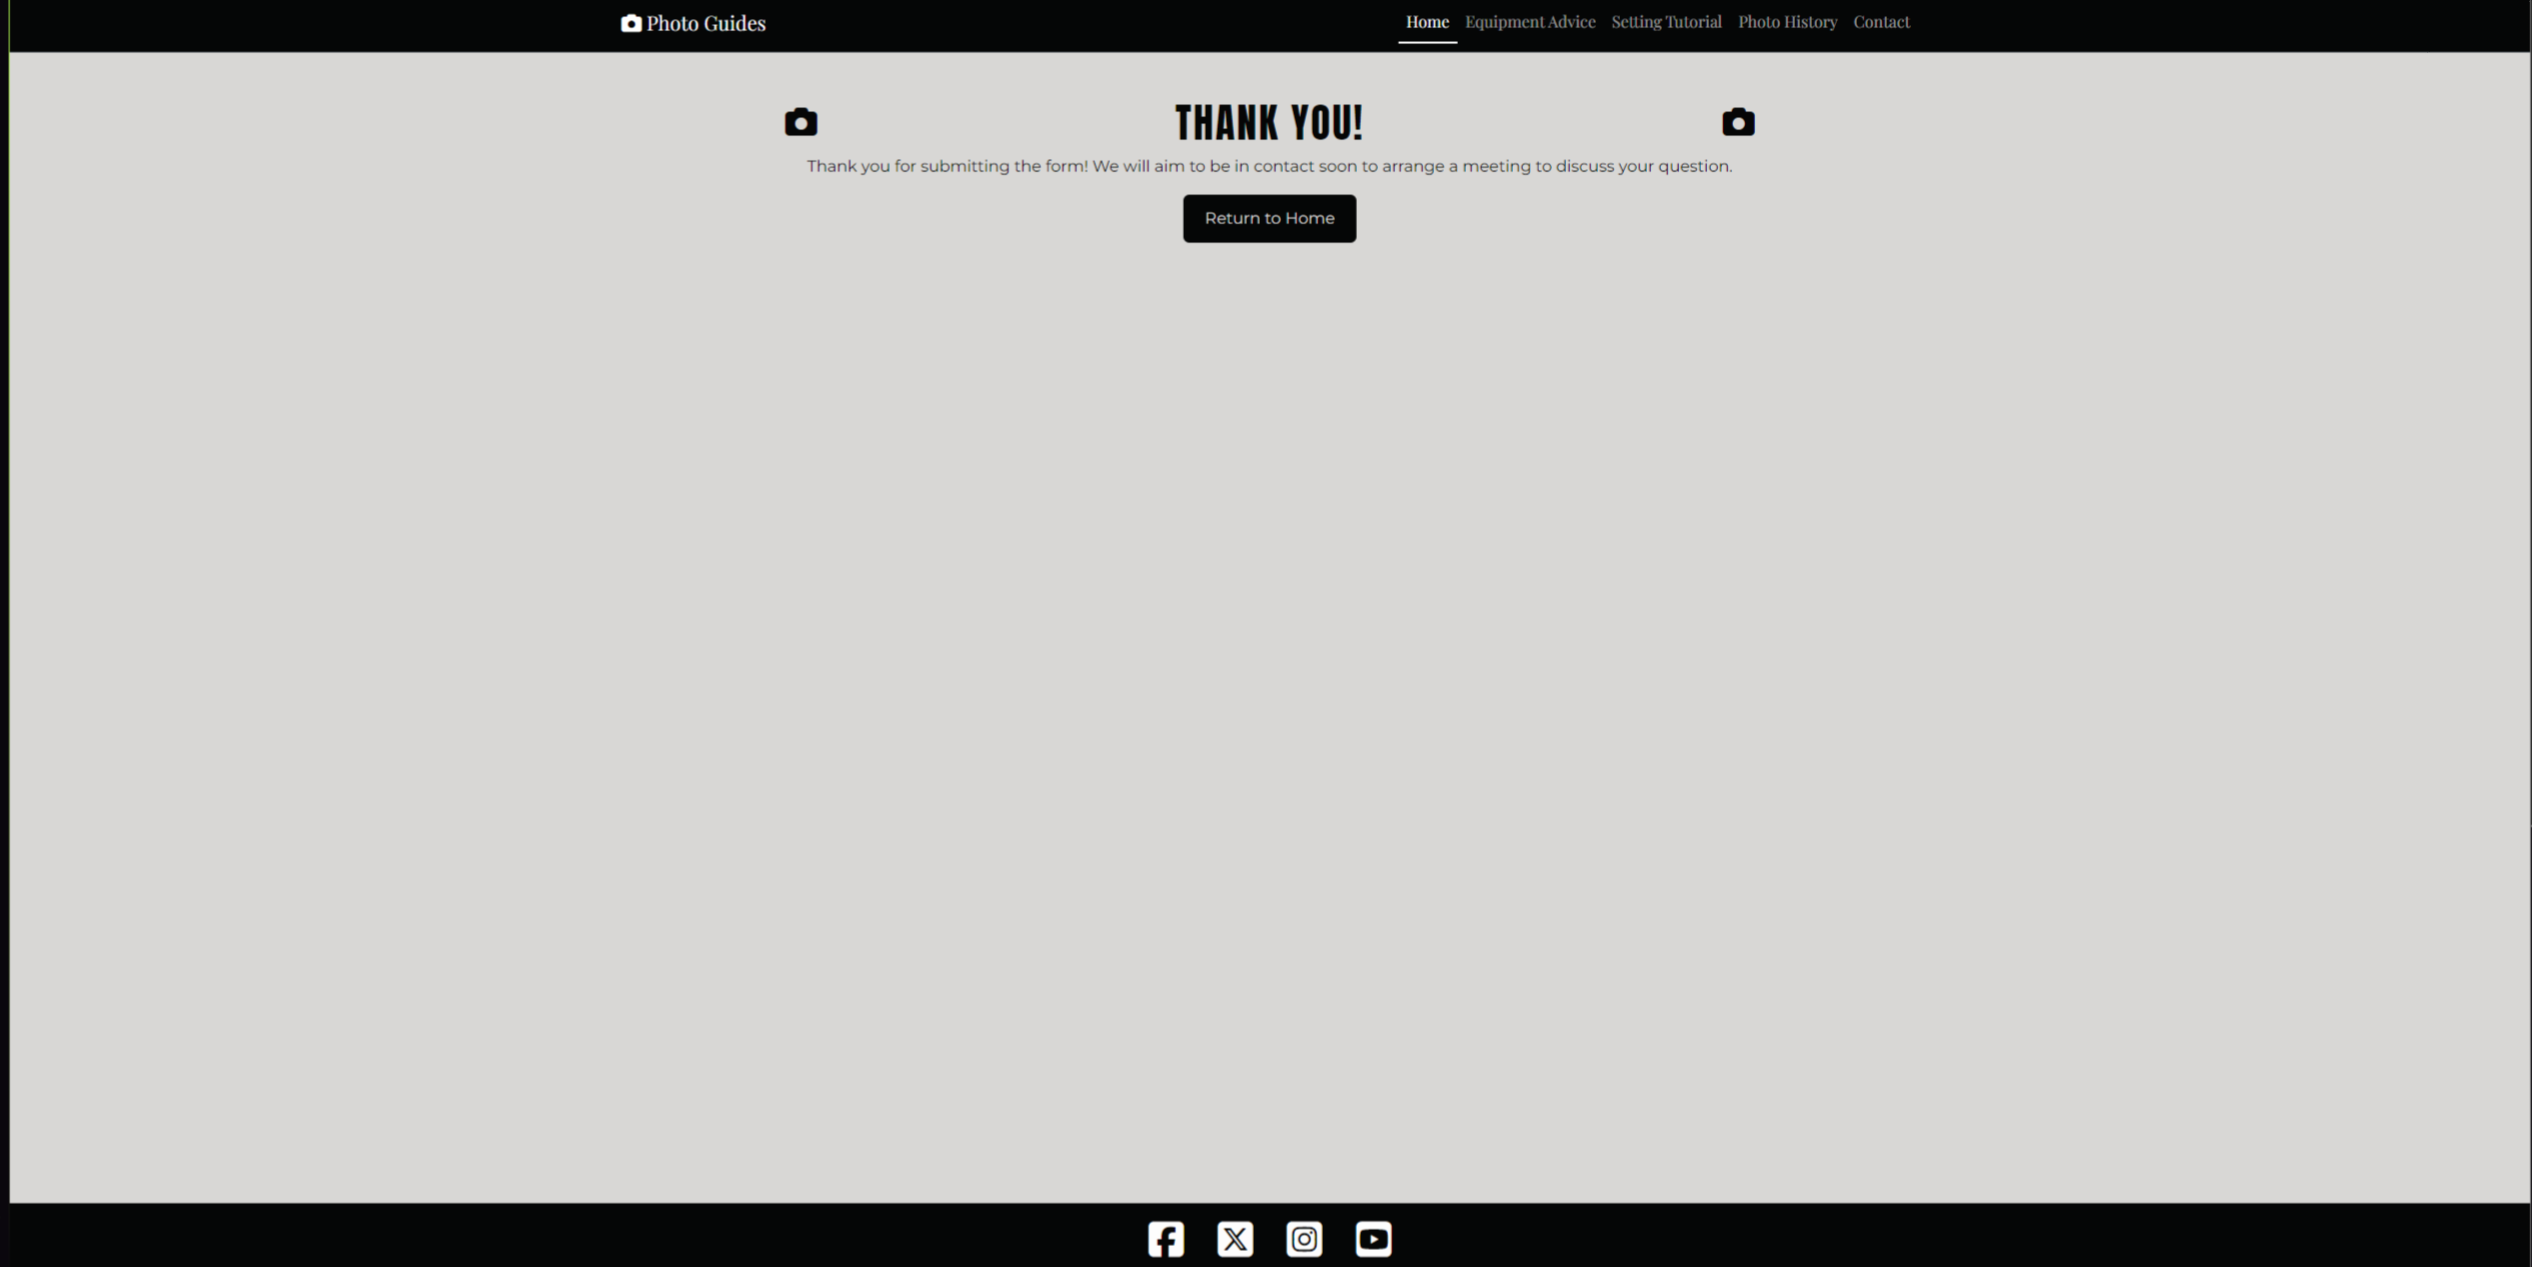 Photo Guides
Home Equipment Advice Setting Tutorial Photo History Contact
THANK YOU!
Thank you for submitting the form! We will aim to be in contact soon to arrange a meeting to discuss your question.
Return to Home